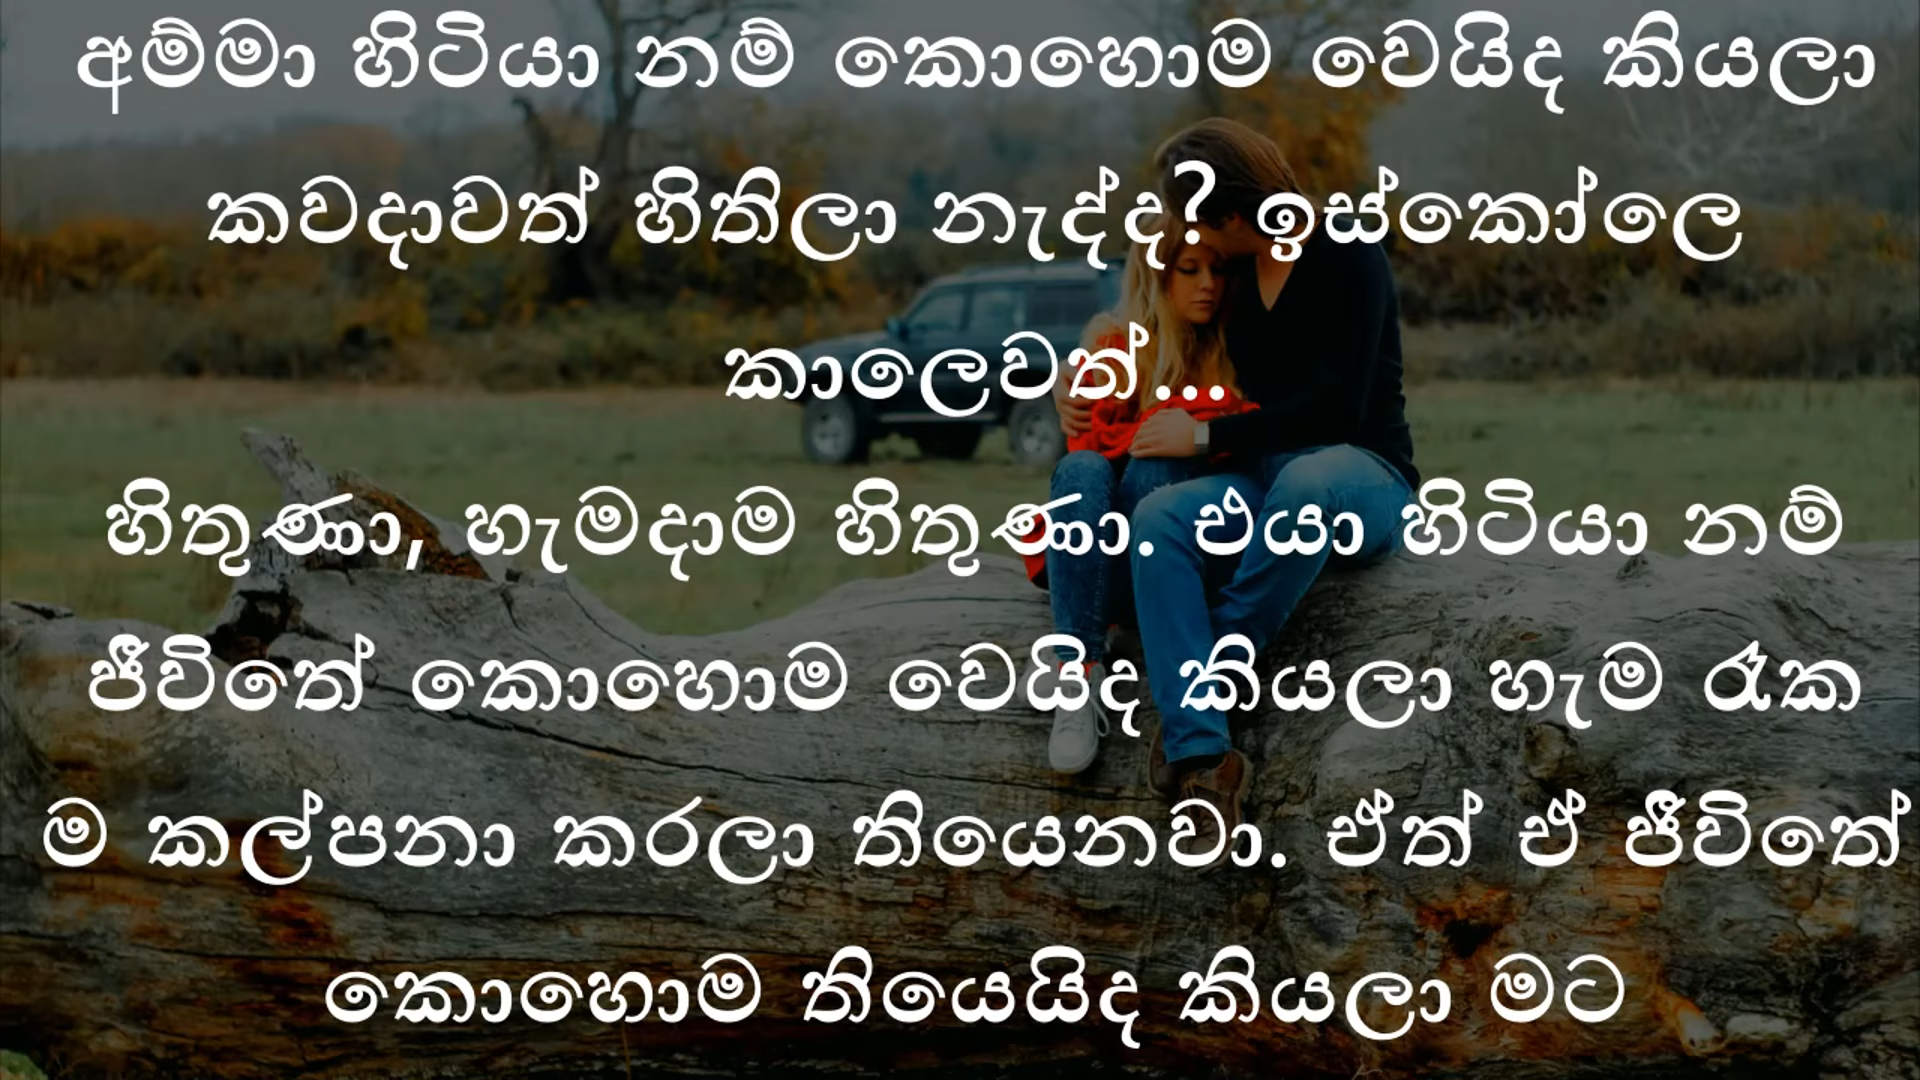 අම්මා හිටියා නම් කොහොම වෙයිද කියලා
කවදාවත් හිතිලා නැද්ද? ඉස්කෝලෙ
කාලෙවත්...
හිතුණා, හැමදාම හිතුණා. එයා හිටියා නම්
ජීවිතේ කොහොම වෙයිද කියලා හැම රෑක
ම කල්පනා කරලා තියෙනවා. ඒත් ඒ ජීවිතේ
කොහොම තියෙයිද කියලා මට